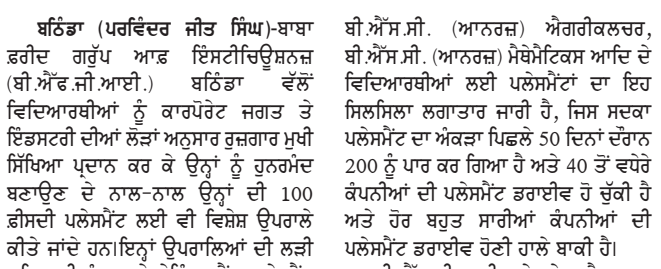 ਬਠਿੰਡਾ (ਪਰਵਿੰਦਰ ਜੀਤ ਸਿੰਘ)-ਬਾਬਾ
ਫ਼ਰੀਦ ਗਰੁੱਪ ਆਫ਼ ਇੰਸਟੀਚਿਊਸ਼ਨਜ਼
(ਬੀ.ਐੱਫ.ਜੀ.ਆਈ.) ਬਠਿੰਡਾ ਵੱਲੋਂ
ਵਿਦਿਆਰਥੀਆਂ ਨੂੰ ਕਾਰਪੋਰੇਟ ਜਗਤ ਤੇ
ਇੰਡਸਟਰੀ ਦੀਆਂ ਲੋੜਾਂ ਅਨੁਸਾਰ ਰੁਜ਼ਗਾਰ ਮੁਖੀ
ਸਿੱਖਿਆ ਪ੍ਰਦਾਨ ਕਰ ਕੇ ਉਨ੍ਹਾਂ ਨੂੰ ਹੁਨਰਮੰਦ
ਬਣਾਉਣ ਦੇ ਨਾਲ-ਨਾਲ ਉਨ੍ਹਾਂ ਦੀ 100
ਫ਼ੀਸਦੀ ਪਲੇਸਮੈਂਟ ਲਈ ਵੀ ਵਿਸ਼ੇਸ਼ ਉਪਰਾਲੇ
ਕੀਤੇ ਜਾਂਦੇ ਹਨ।ਇਨ੍ਹਾਂ ਉਪਰਾਲਿਆਂ ਦੀ ਲੜੀ
ਬੀ.ਐੱਸ.ਸੀ. (ਆਨਰਜ਼) ਐਗਰੀਕਲਚਰ,
ਬੀ.ਐੱਸ.ਸੀ. (ਆਨਰਜ਼) ਮੈਥੇਮੈਟਿਕਸ ਆਦਿ ਦੇ
ਵਿਦਿਆਰਥੀਆਂ ਲਈ ਪਲੇਸਮੈਂਟਾਂ ਦਾ ਇਹ
ਸਿਲਸਿਲਾ ਲਗਾਤਾਰ ਜਾਰੀ ਹੈ, ਜਿਸ ਸਦਕਾ
ਪਲੇਸਮੈਂਟ ਦਾ ਅੰਕੜਾ ਪਿਛਲੇ 50 ਦਿਨਾਂ ਦੌਰਾਨ
200 ਨੂੰ ਪਾਰ ਕਰ ਗਿਆ ਹੈ ਅਤੇ 40 ਤੋਂ ਵਧੇਰੇ
ਕੰਪਨੀਆਂ ਦੀ ਪਲੇਸਮੈਂਟ ਡਰਾਈਵ ਹੋ ਚੁੱਕੀ ਹੈ
ਅਤੇ ਹੋਰ ਬਹੁਤ ਸਾਰੀਆਂ ਕੰਪਨੀਆਂ ਦੀ
ਪਲੇਸਮੈਂਟ ਡਰਾਈਵ ਹੋਣੀ ਹਾਲੇ ਬਾਕੀ ਹੈ।